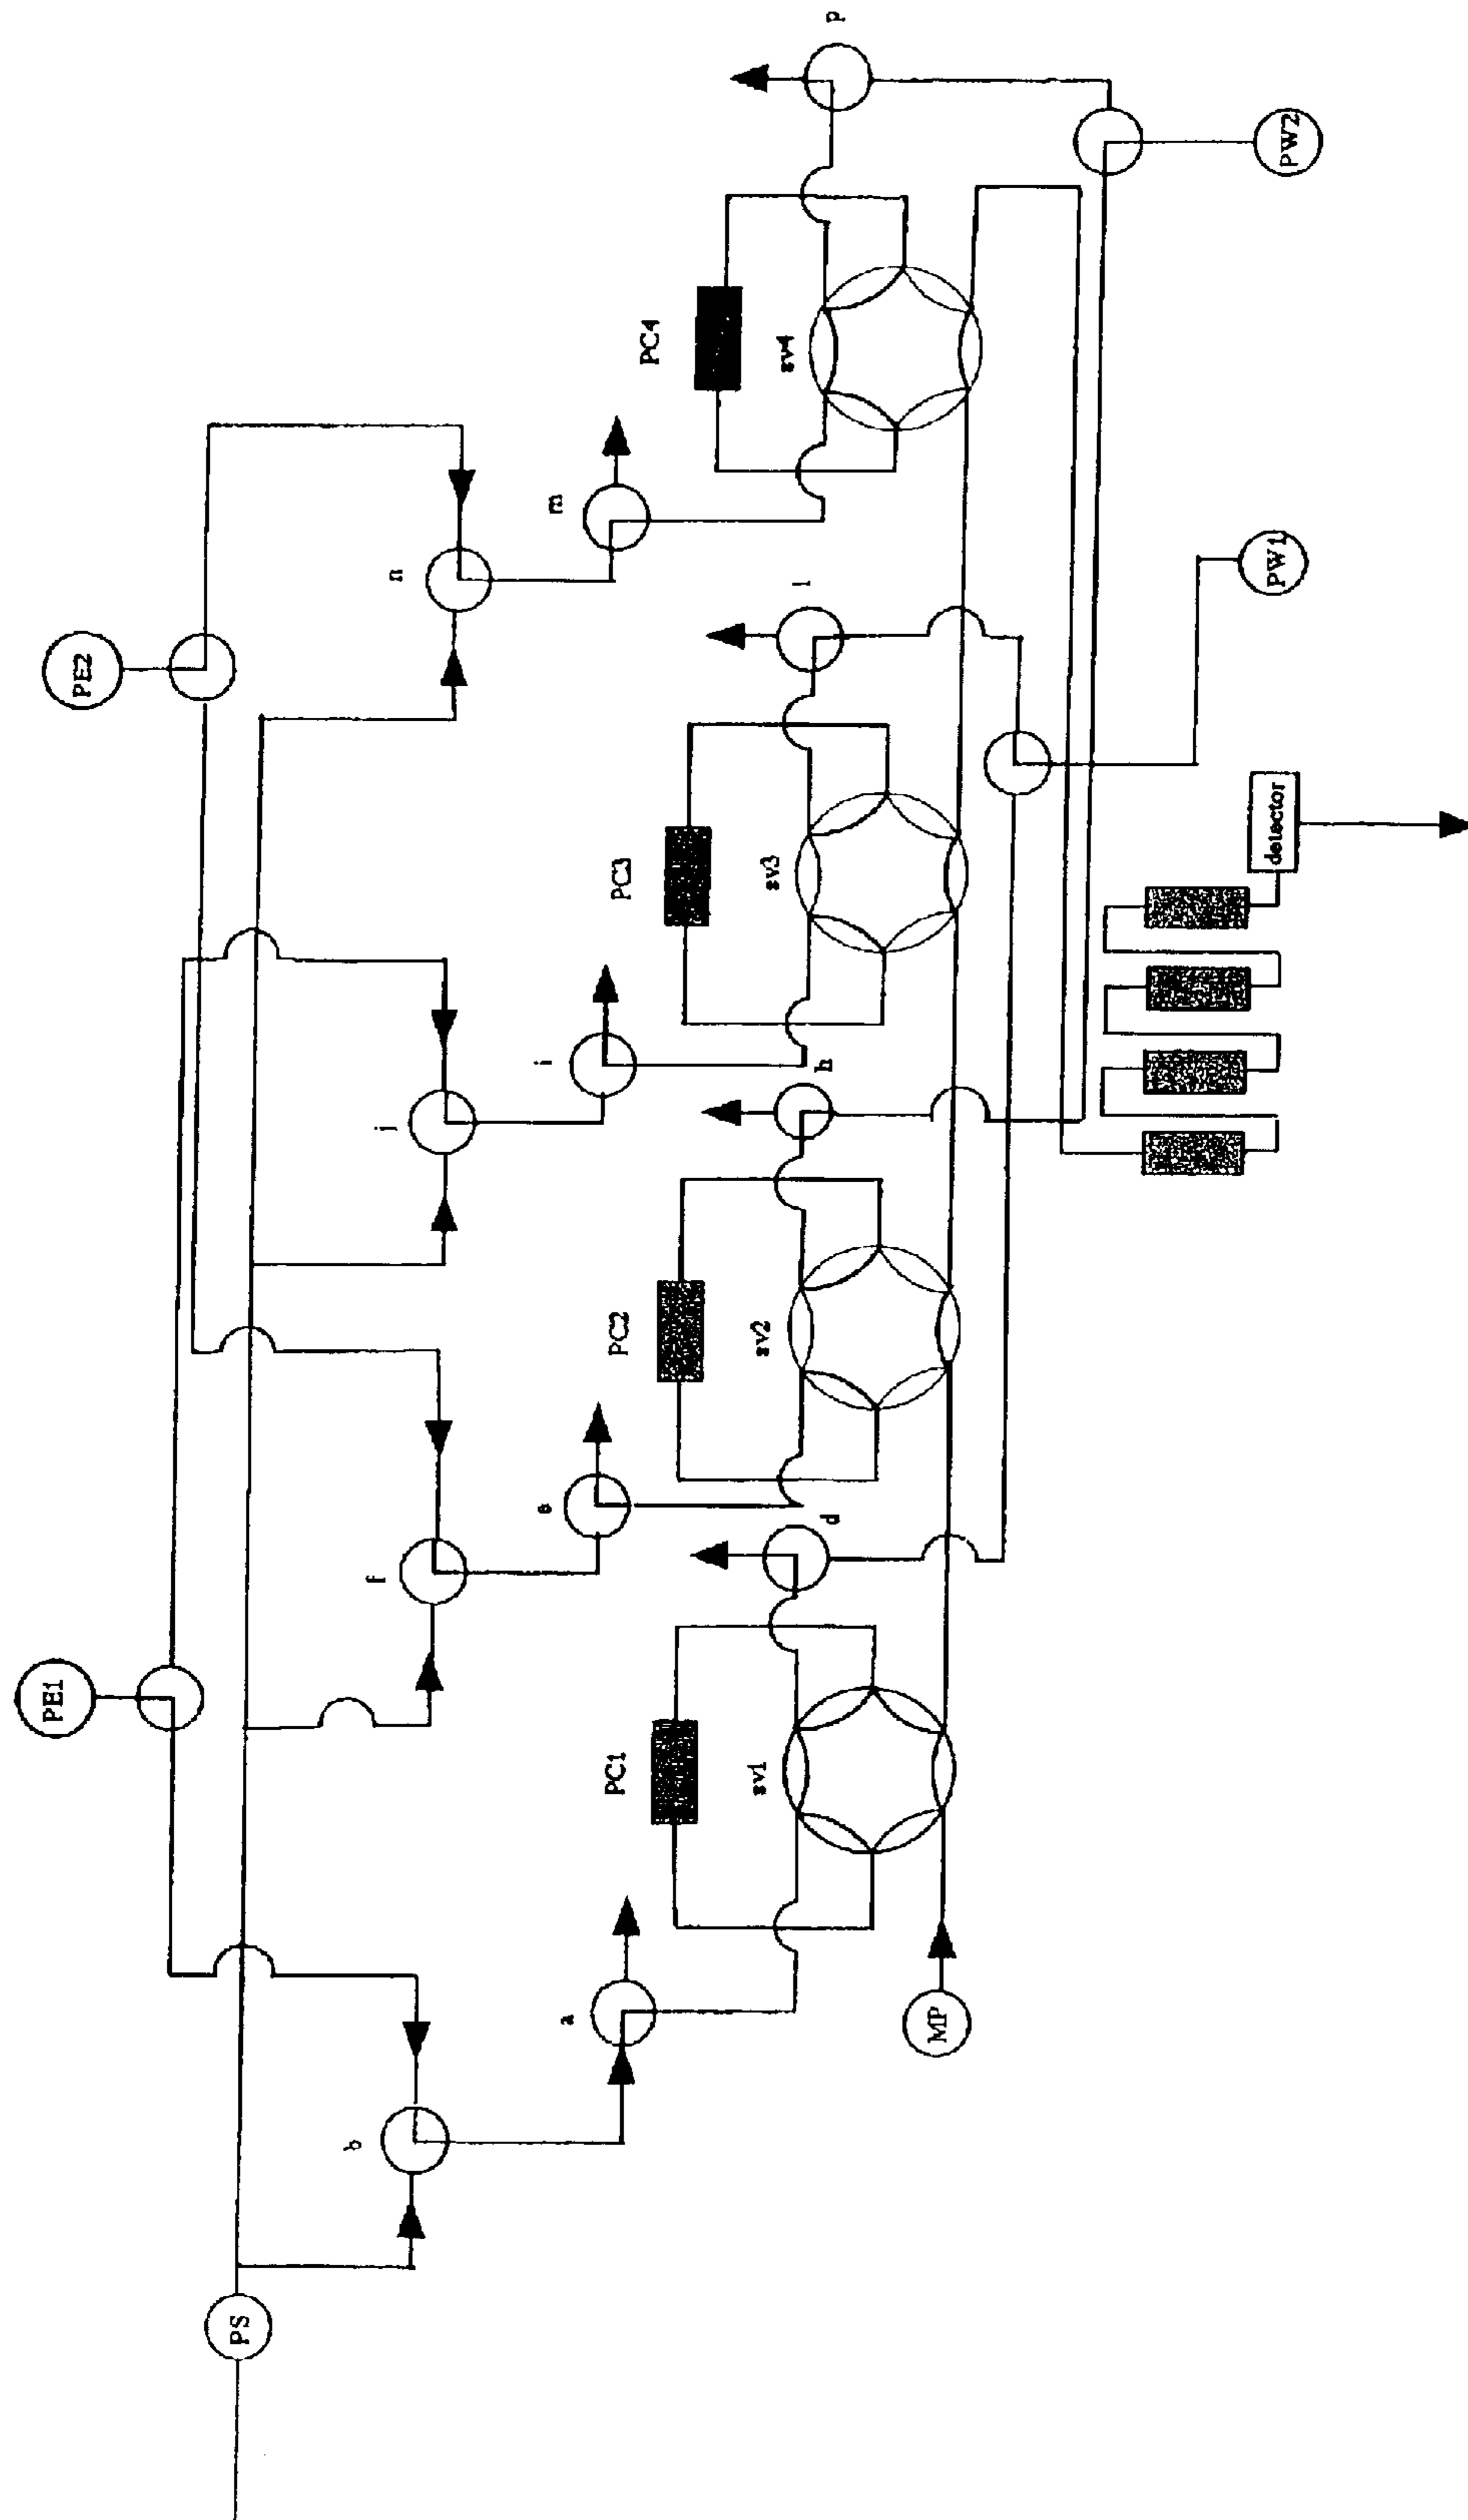 PE1
PE2
PS
b
f
j
n
a
e
i
m
PC1
PC2
PC3
PC4
sv1
sv2
sv3
sv4
d
h
l
p
MP
PW1
PW2
detector